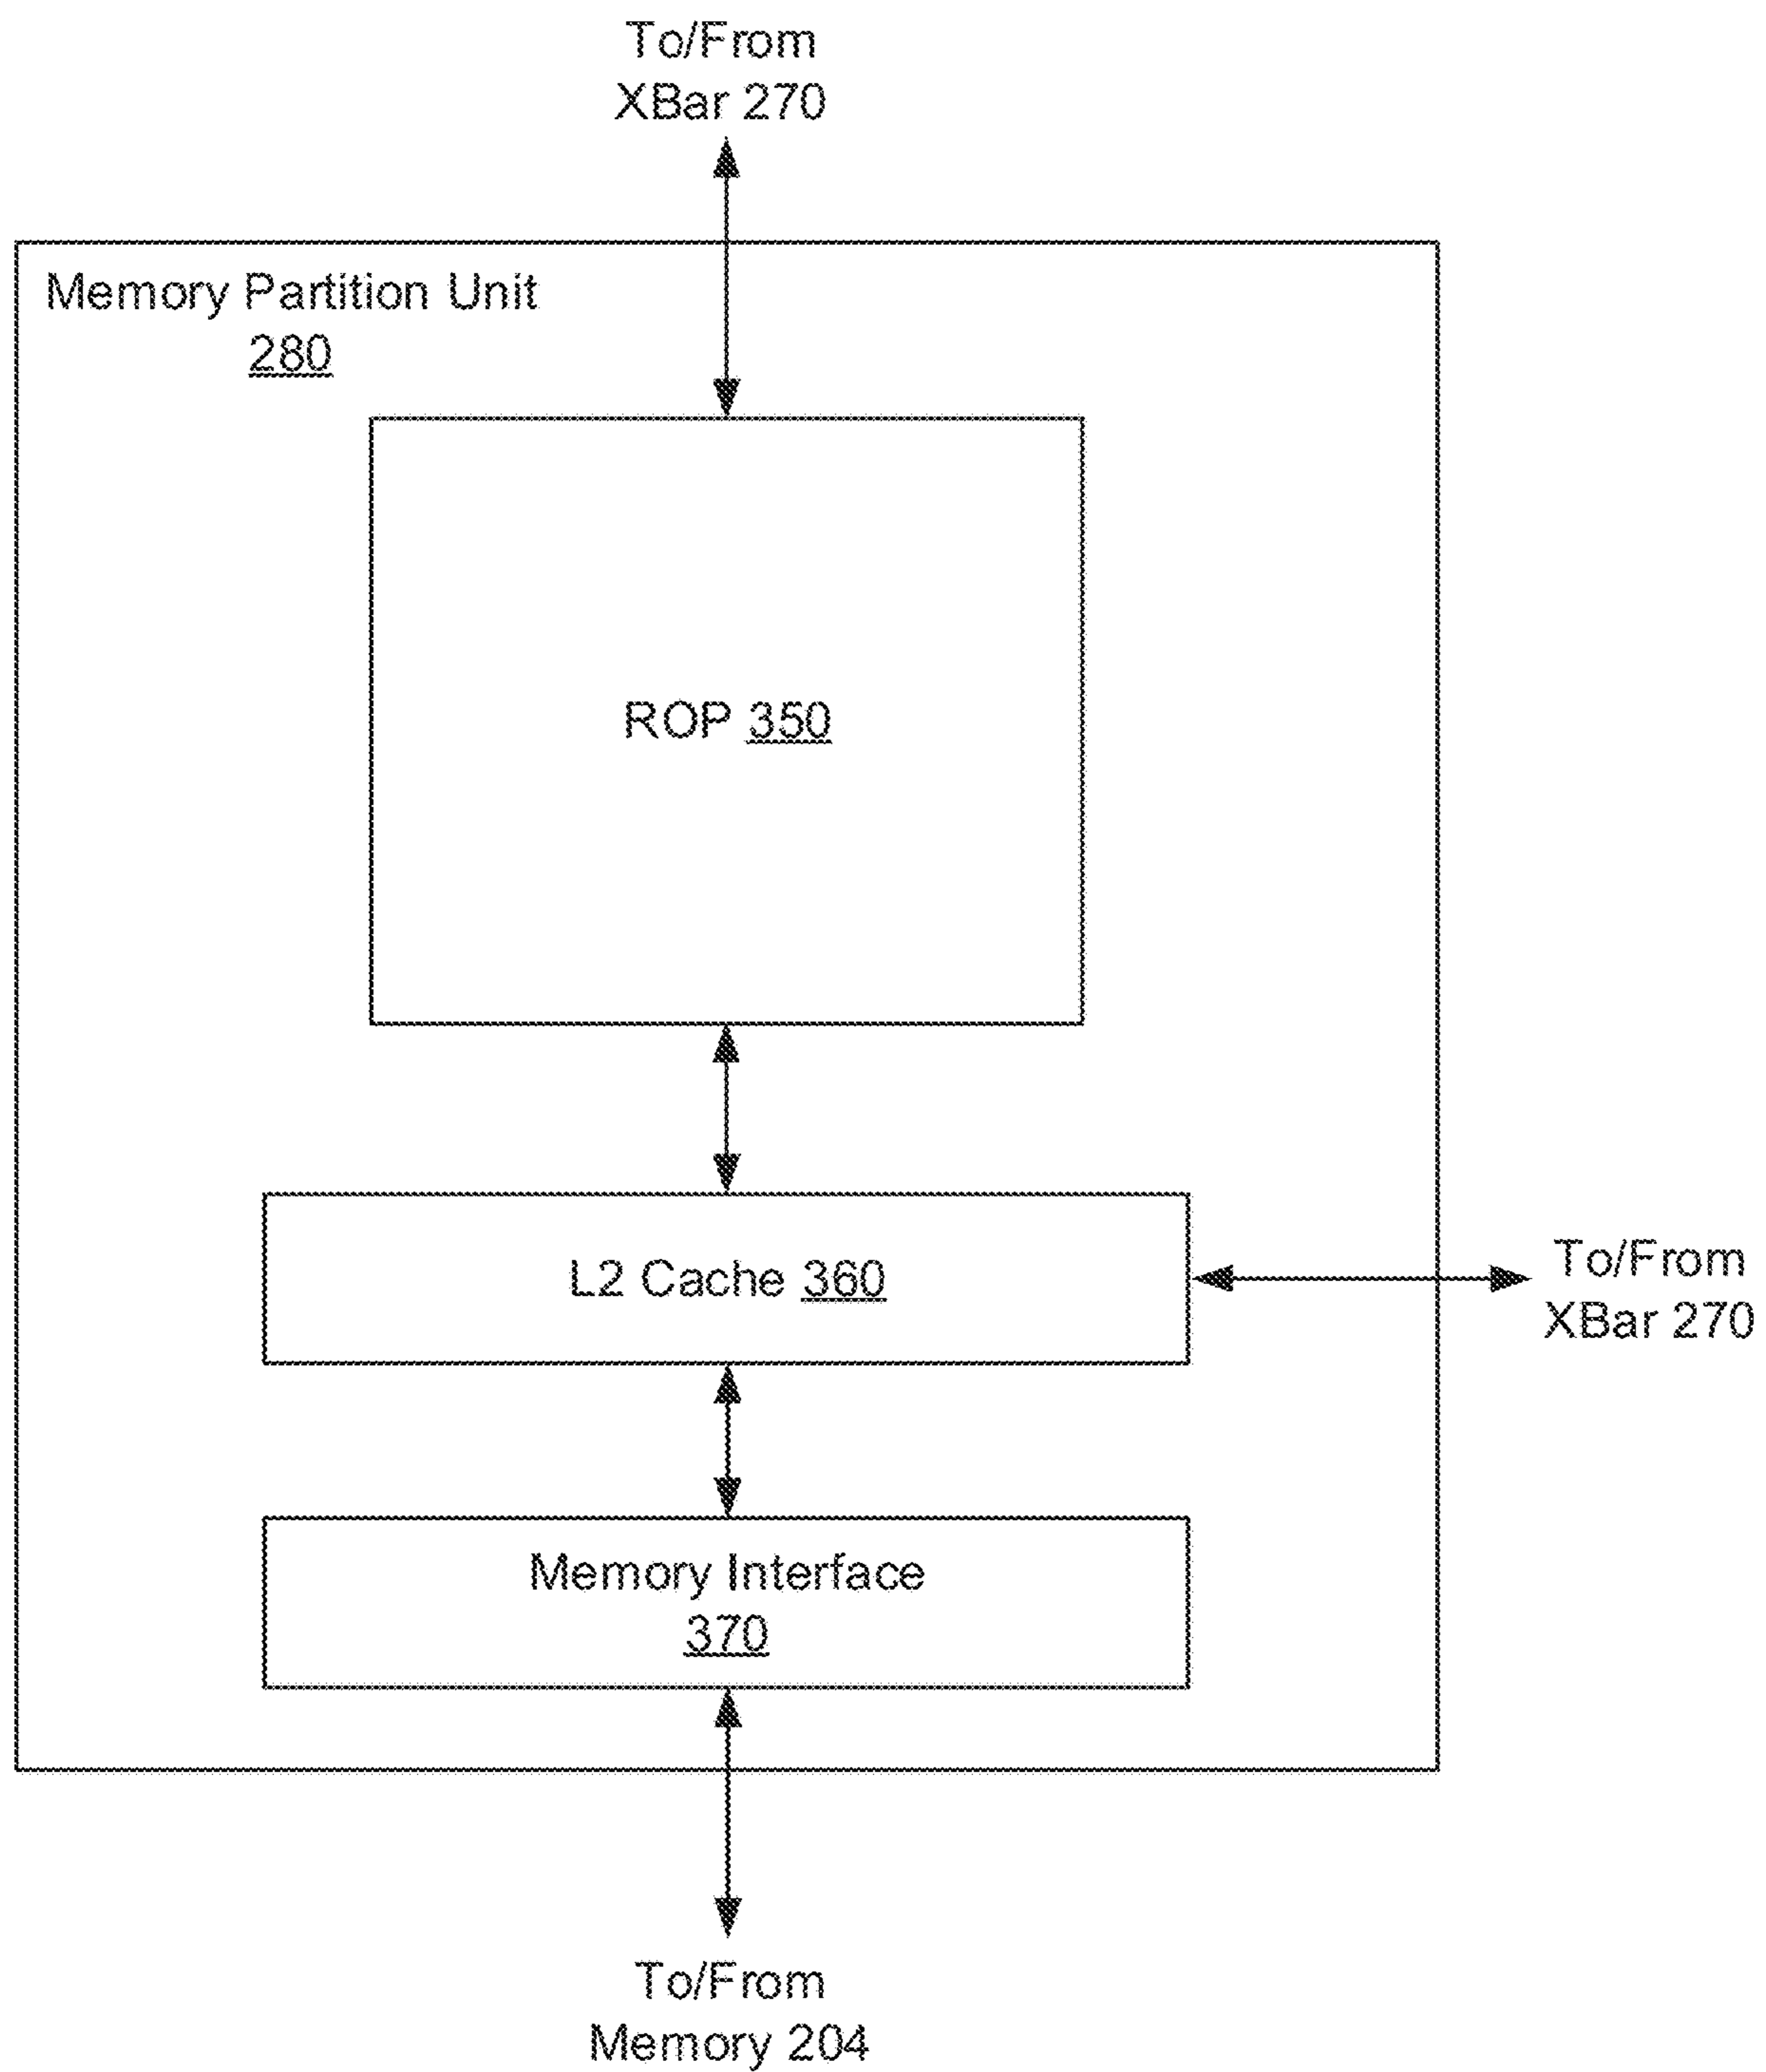 To/From
XBar 270
Memory Partition Unit
280
ROP 350
L2 Cache 360
To/From
XBar 270
Memory Interface
370
To/From
Memory 204